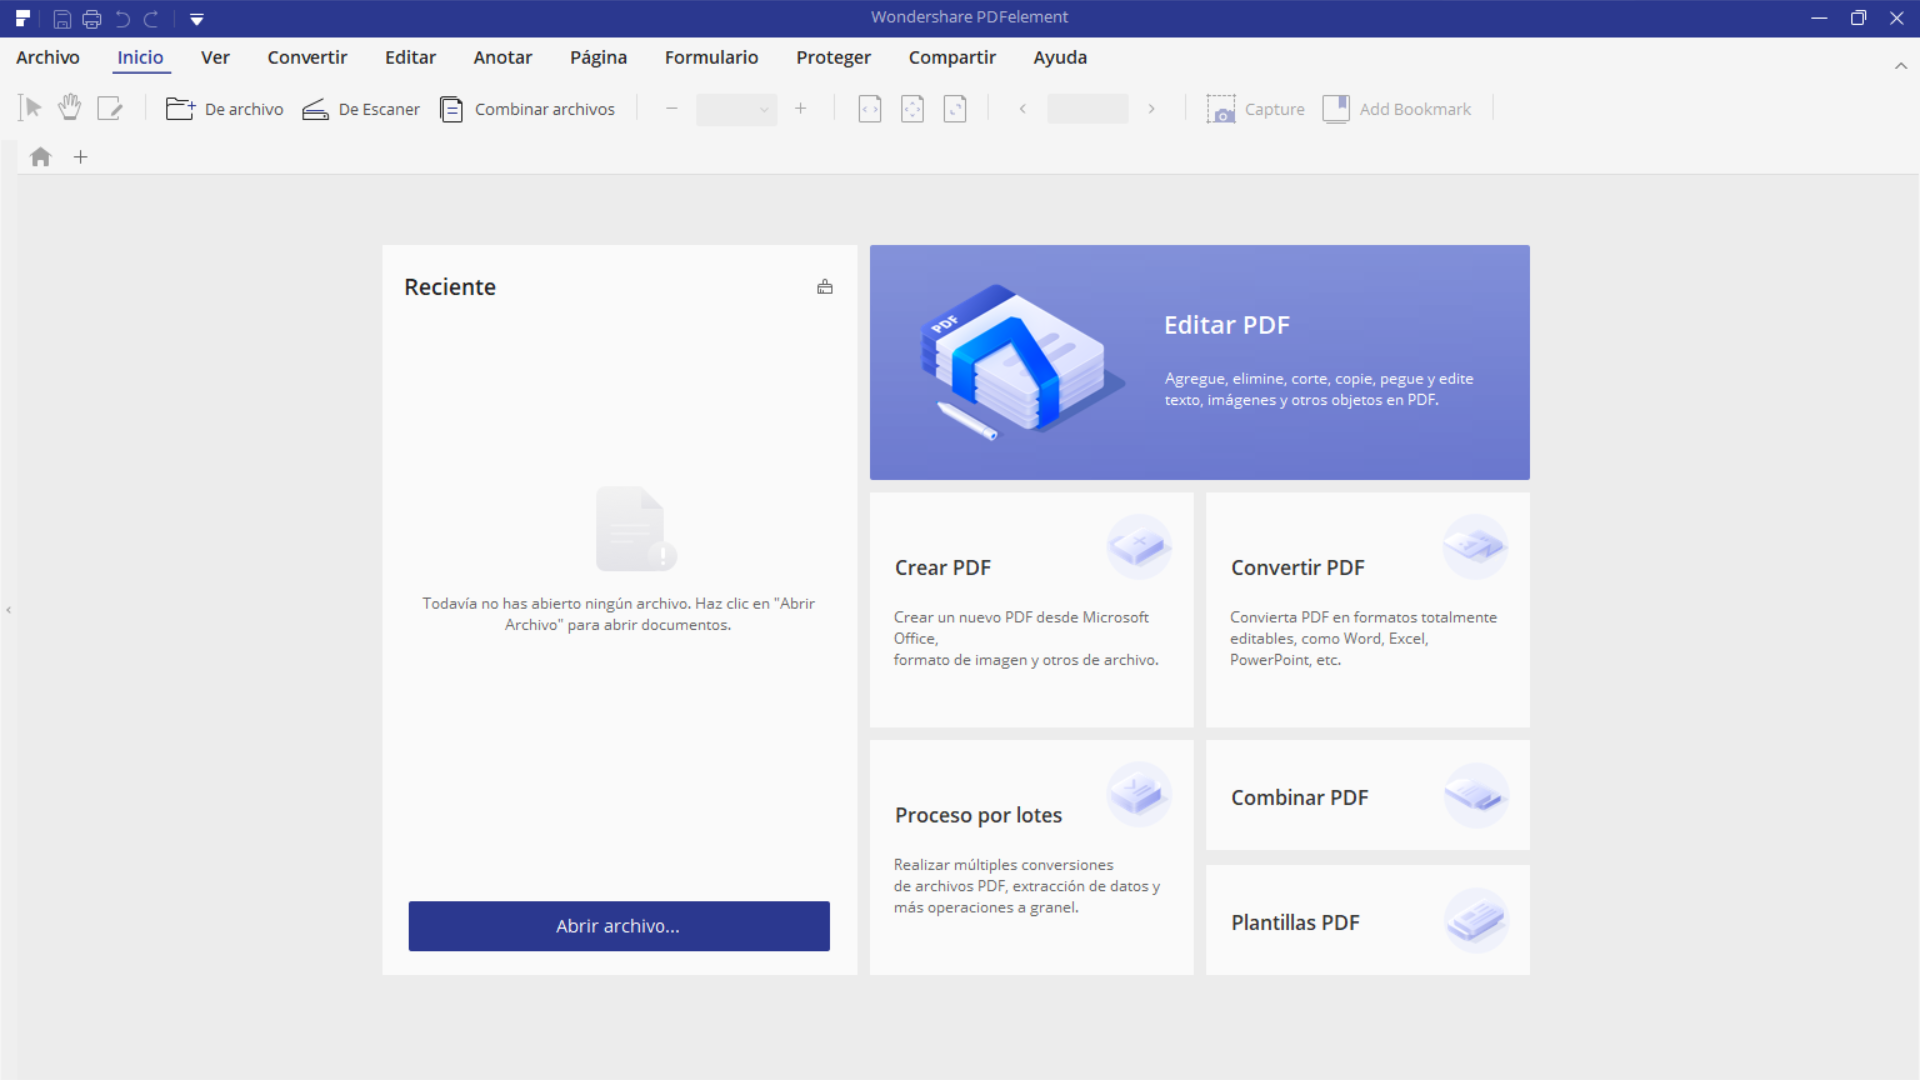 Wondershare PDFelement
Archivo Inicio Ver Convertir Editar Anotar Página Formulario Proteger Compartir Ayuda
De archivo De Escaner Combinar archivos Capture Add Bookmark
Reciente
Todavía no has abierto ningún archivo. Haz clic en "Abrir
Archivo" para abrir documentos.
Abrir archivo...
PDF
Editar PDF
Agregue, elimine, corte, copie, pegue y edite
texto, imágenes y otros objetos en PDF.
Crear PDF
Crear un nuevo PDF desde Microsoft
Office,
formato de imagen y otros de archivo.
Convertir PDF
Convierta PDF en formatos totalmente
editables, como Word, Excel,
PowerPoint, etc.
Proceso por lotes
Realizar múltiples conversiones
de archivos PDF, extracción de datos y
más operaciones a granel.
Combinar PDF
Plantillas PDF